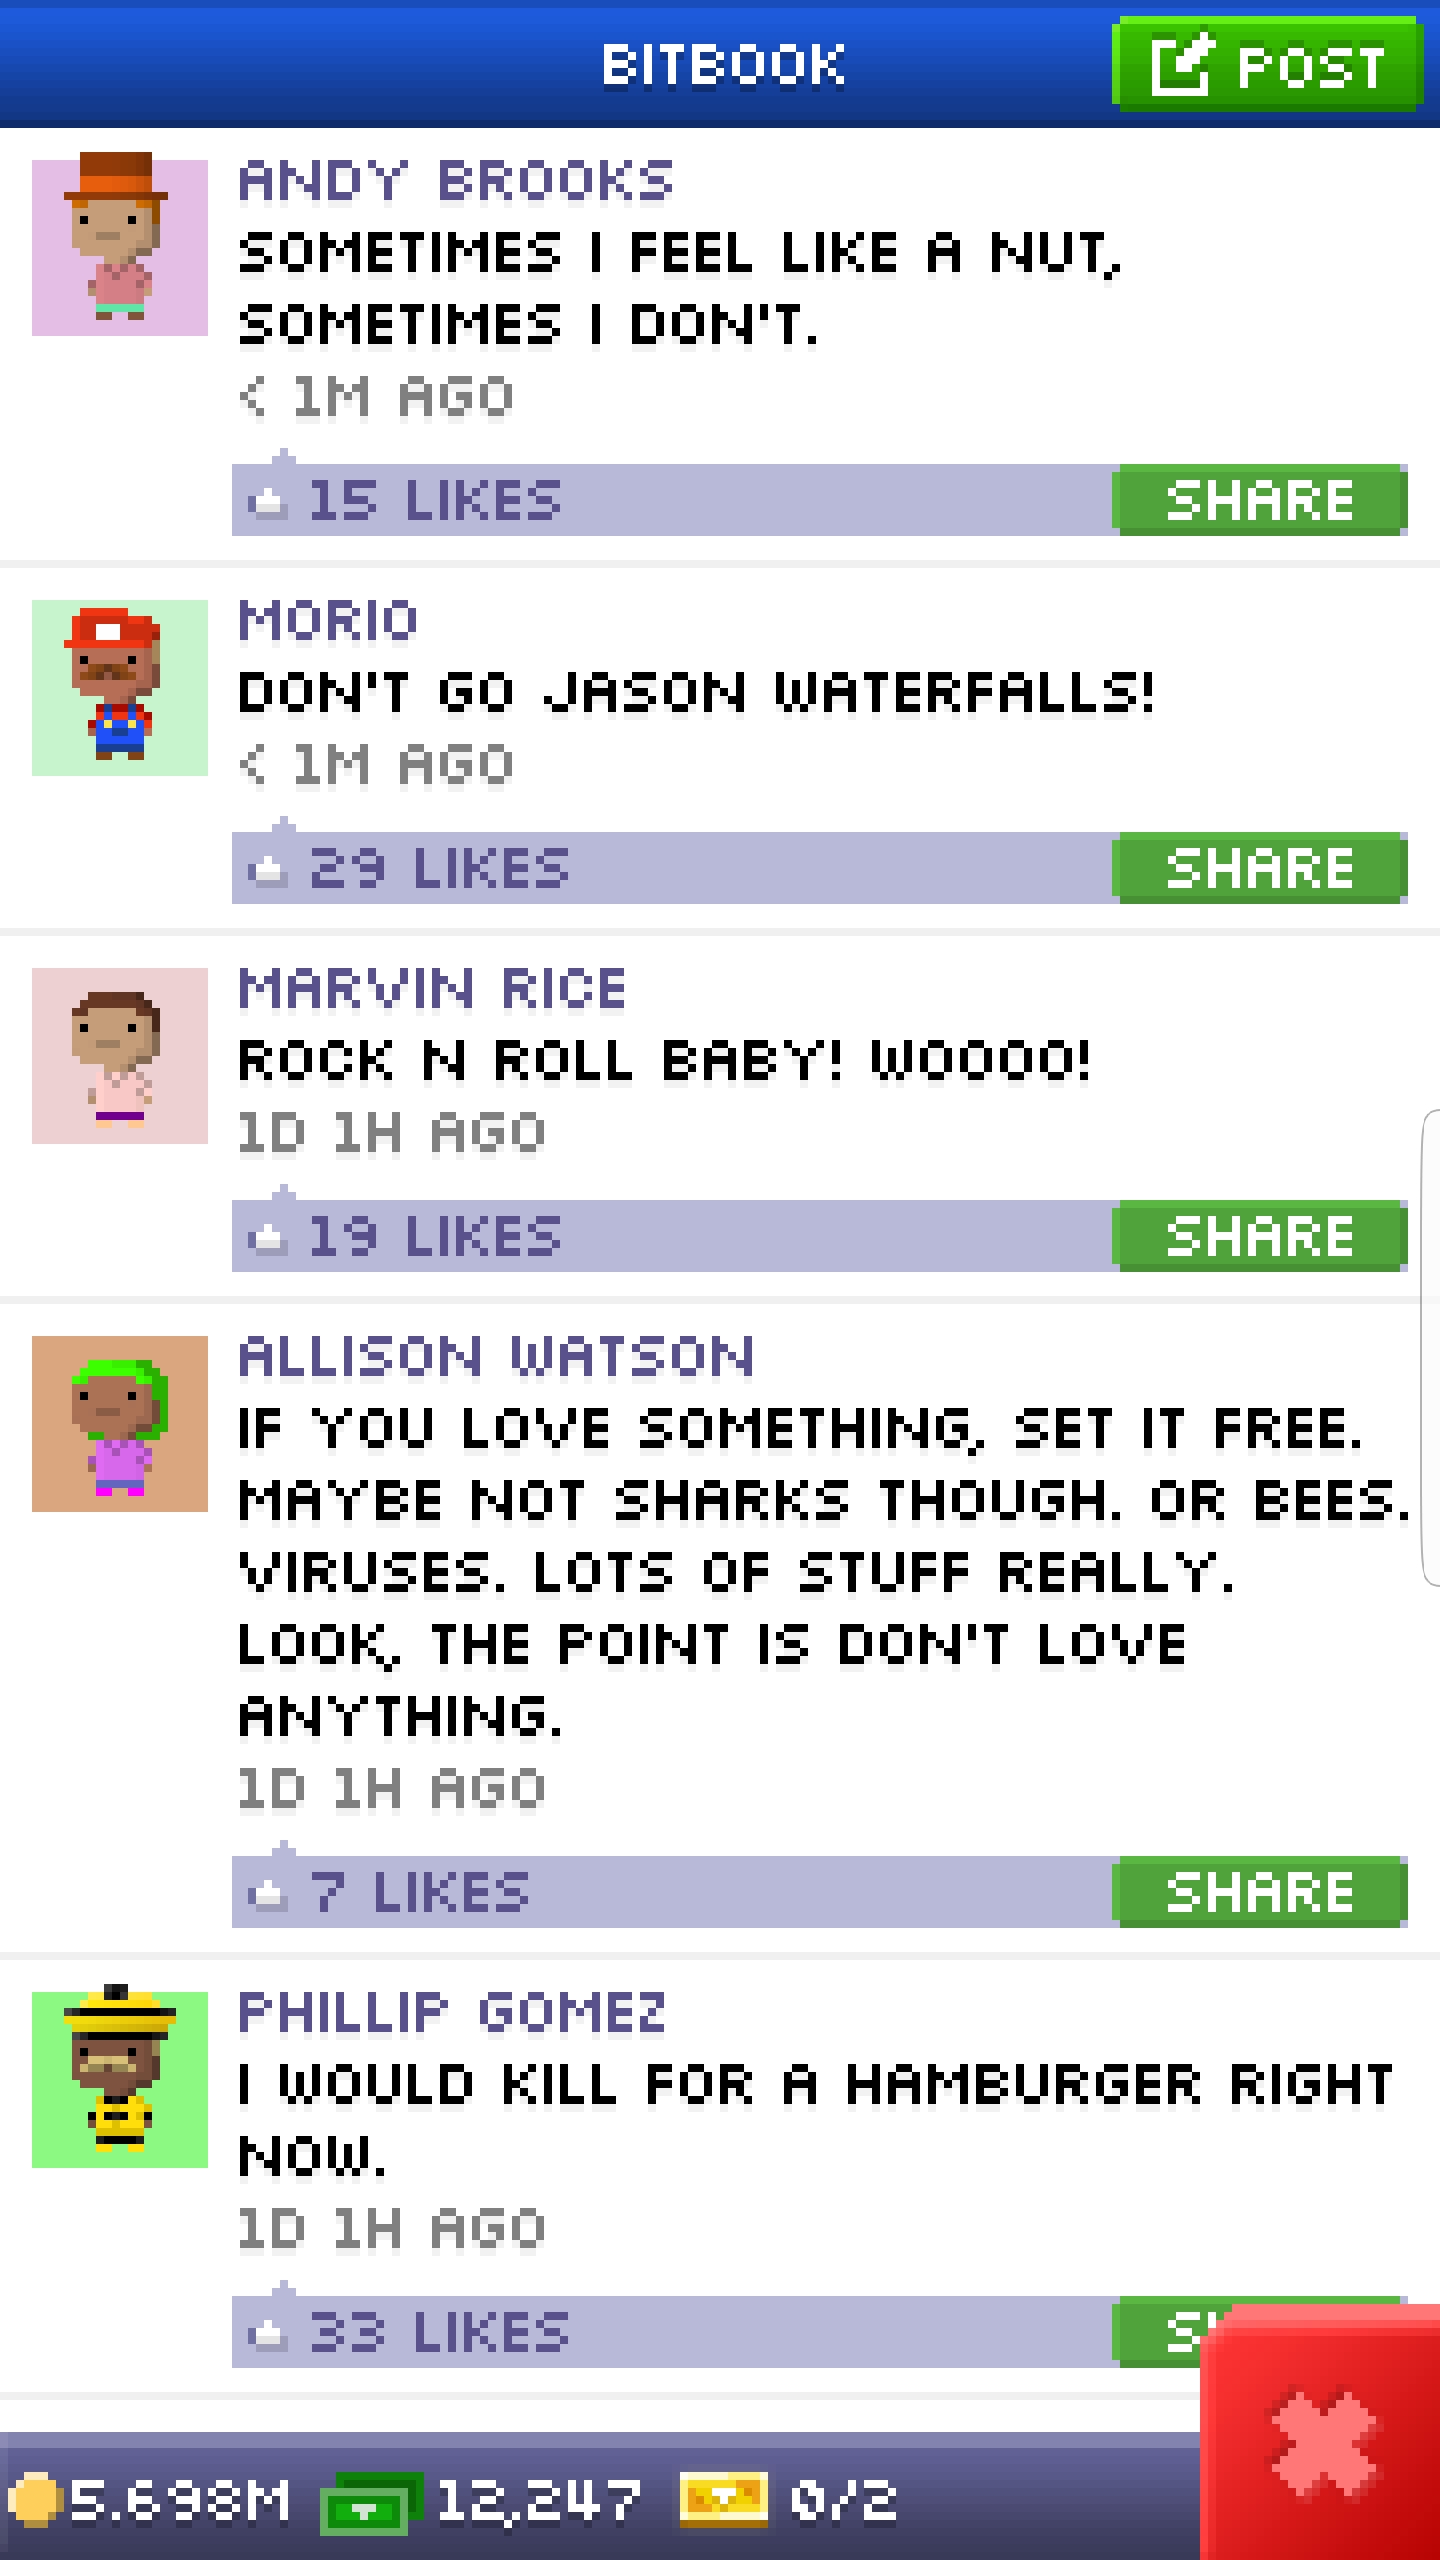 BITBOOK
POST
ANDY BROOKS
SOMETIMES I FEEL LIKE A NUT,
SOMETIMES I DON'T.
< 1M AGO
15 LIKES SHARE
MORIO
DON'T GO JASON WATERFALLS!
< 1M AGO
29 LIKES SHARE
MARVIN RICE
ROCK N ROLL BABY! WOOOO!
1D 1H AGO
19 LIKES SHARE
ALLISON WATSON
IF YOU LOVE SOMETHING, SET IT FREE.
MAYBE NOT SHARKS THOUGH. OR BEES.
VIRUSES. LOTS OF STUFF REALLY.
LOOK, THE POINT IS DON'T LOVE
ANYTHING.
1D 1H AGO
7 LIKES SHARE
PHILLIP GOMEZ
I WOULD KILL FOR A HAMBURGER RIGHT
NOW.
1D 1H AGO
33 LIKES
5.698M 12,247 0/2